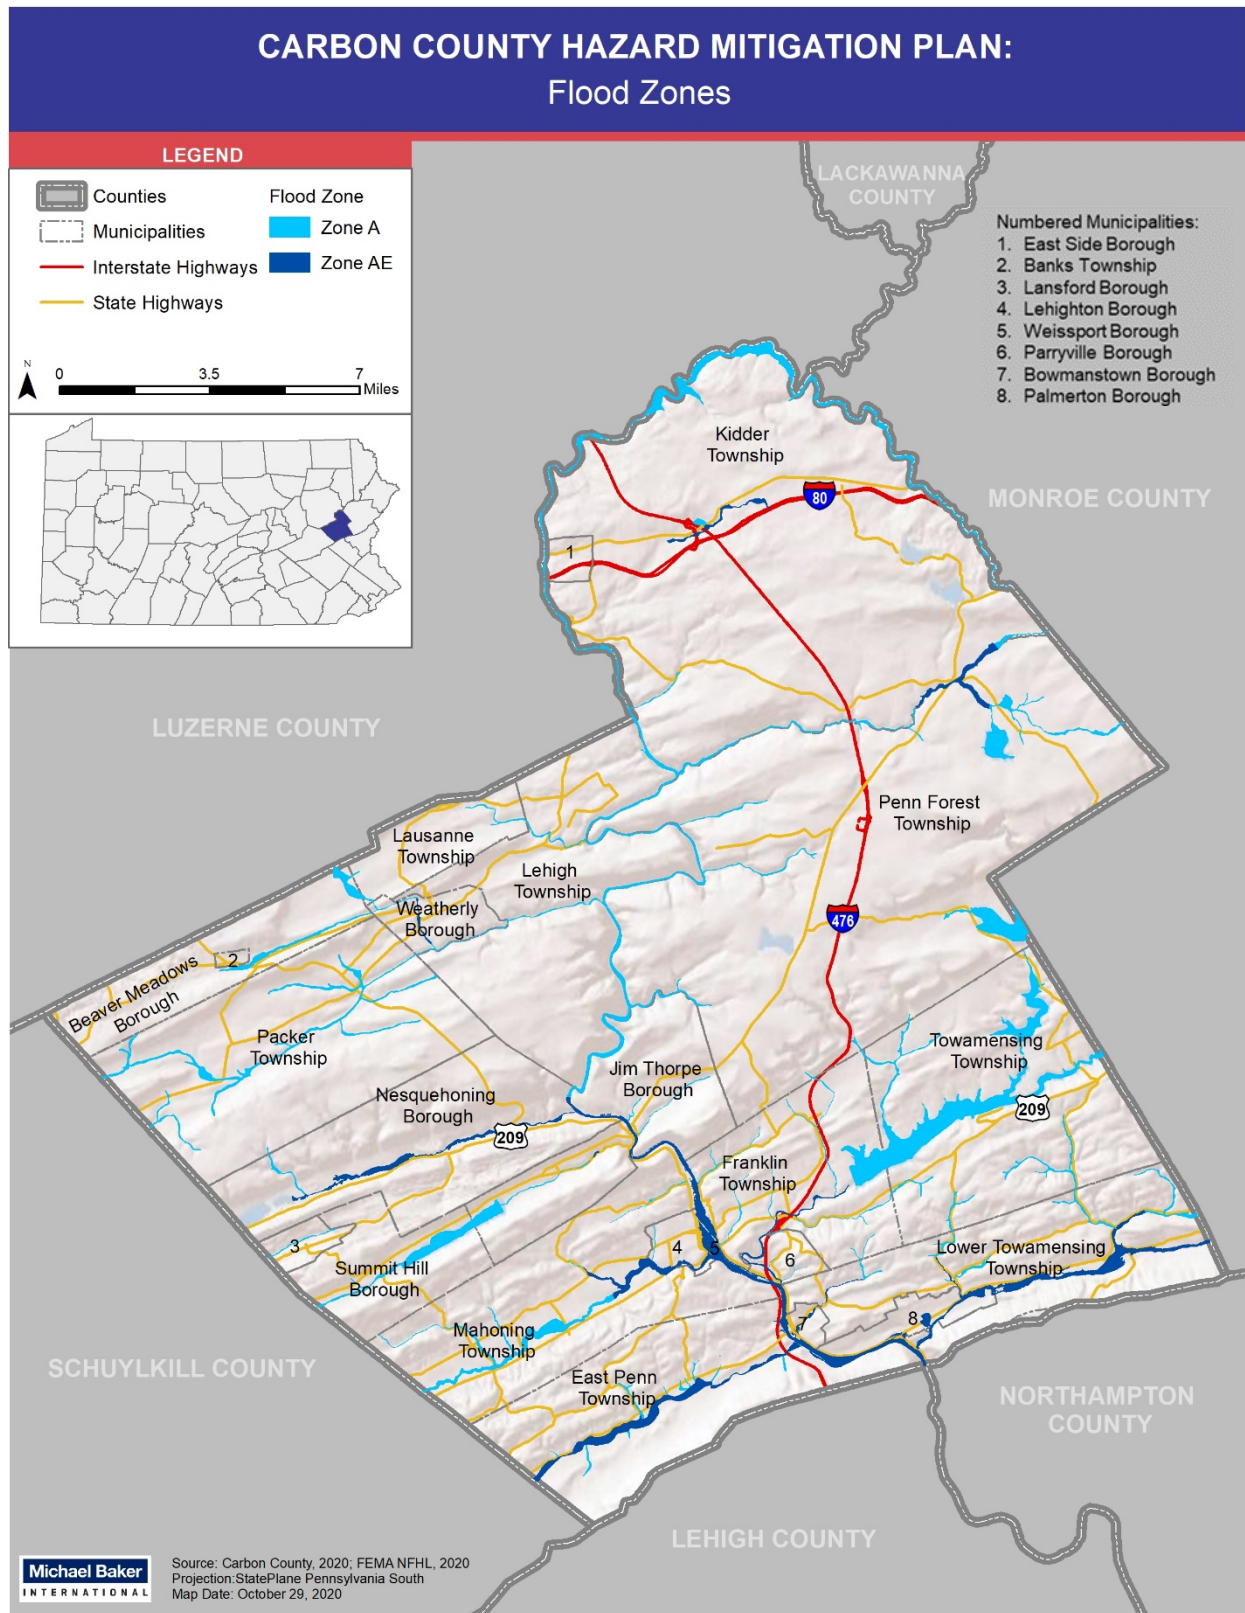 CARBON COUNTY HAZARD MITIGATION PLAN:
Flood Zones
LEGEND
Counties
Municipalities
Interstate Highways
State Highways
Flood Zone
Zone A
Zone AE
N
0 3.5 7
Miles
LACKAWANNA
COUNTY
Numbered Municipalities:
1. East Side Borough
2. Banks Township
3. Lansford Borough
4. Lehighton Borough
5. Weissport Borough
6. Parryville Borough
7. Bowmanstown Borough
8. Palmerton Borough
Kidder
Township
80
MONROE COUNTY
1
LUZERNE COUNTY
Penn Forest
Township
Lausanne
Township
Lehigh
Township
Weatherly
Borough
476
2
Beaver Meadows
Borough
Packer
Township
Towamensing
Township
Jim Thorpe
Borough
Nesquehoning
Borough
209
209
Franklin
Township
3
4
5
6
Lower Towamensing
Township
Summit Hill
Borough
7
8
Mahoning
Township
SCHUYLKILL COUNTY
East Penn
Township
NORTHAMPTON
COUNTY
LEHIGH COUNTY
Michael Baker
INTERNATIONAL
Source: Carbon County, 2020; FEMA NFHL, 2020
Projection:StatePlane Pennsylvania South
Map Date: October 29, 2020